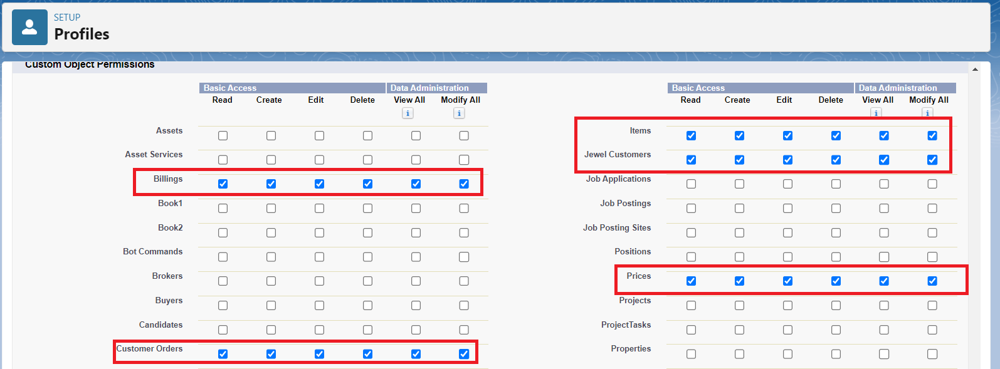 SETUP
Profiles
Custom Object Permissions
Basic Access Data Administration
Read Create Edit Delete View All Modify All
i i
Assets
Asset Services
Billings
Book1
Book2
Bot Commands
Brokers
Buyers
Candidates
Customer Orders
Basic Access Data Administration
Read Create Edit Delete View All Modify All
i i
Items
Jewel Customers
Job Applications
Job Postings
Job Posting Sites
Positions
Prices
Projects
ProjectTasks
Properties